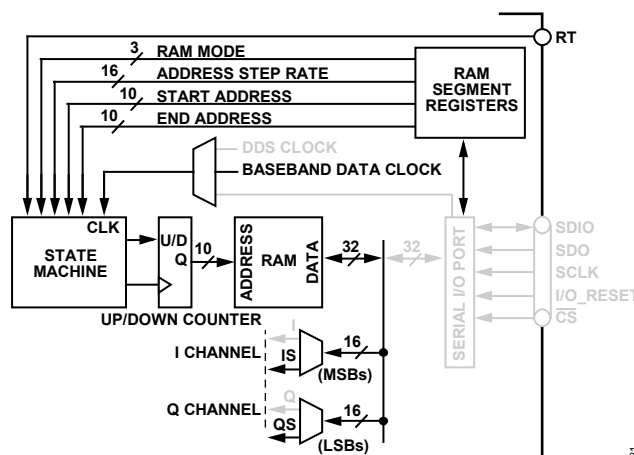 RT
3 RAM MODE
16 ADDRESS STEP RATE
10 START ADDRESS
10 END ADDRESS
RAM
SEGMENT
REGISTERS
DDS CLOCK
BASEBAND DATA CLOCK
CLK
STATE
MACHINE
U/D
Q
10
ADDRESS
RAM
DATA
32
32
SERIAL I/O PORT
SDIO
SDO
SCLK
I/O_RESET
CS
UP/DOWN COUNTER
I CHANNEL
I
IS
16
(MSBs)
Q CHANNEL
Q
QS
16
(LSBs)